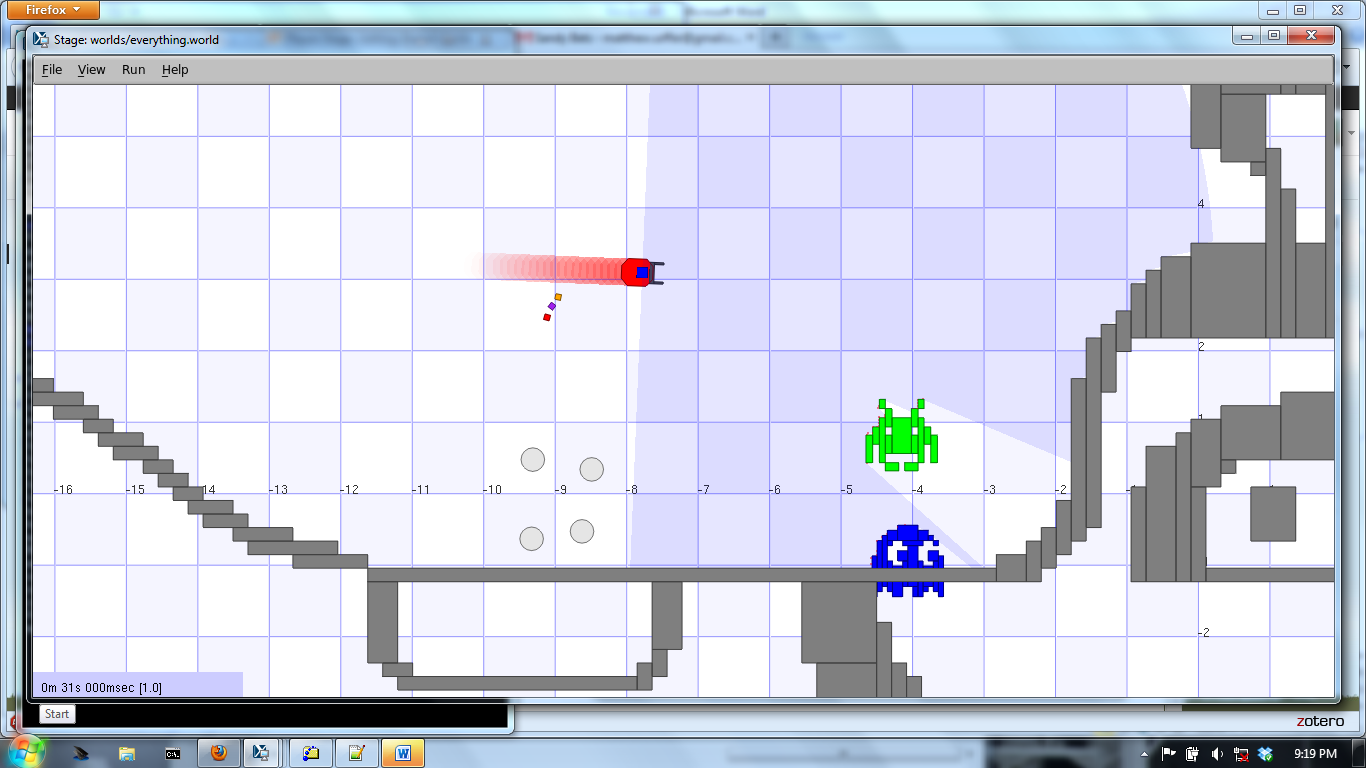 Firefox
Microsoft Word
Stage: worlds/everything.world
File View Run Help
4
2
1
-16 -15 -14 -13 -12 -11 -10 -9 -8 -7 -6 -5 -4 -3 -2
-2
0m 31s 000msec [1.0]
Start
zotero
9:19 PM